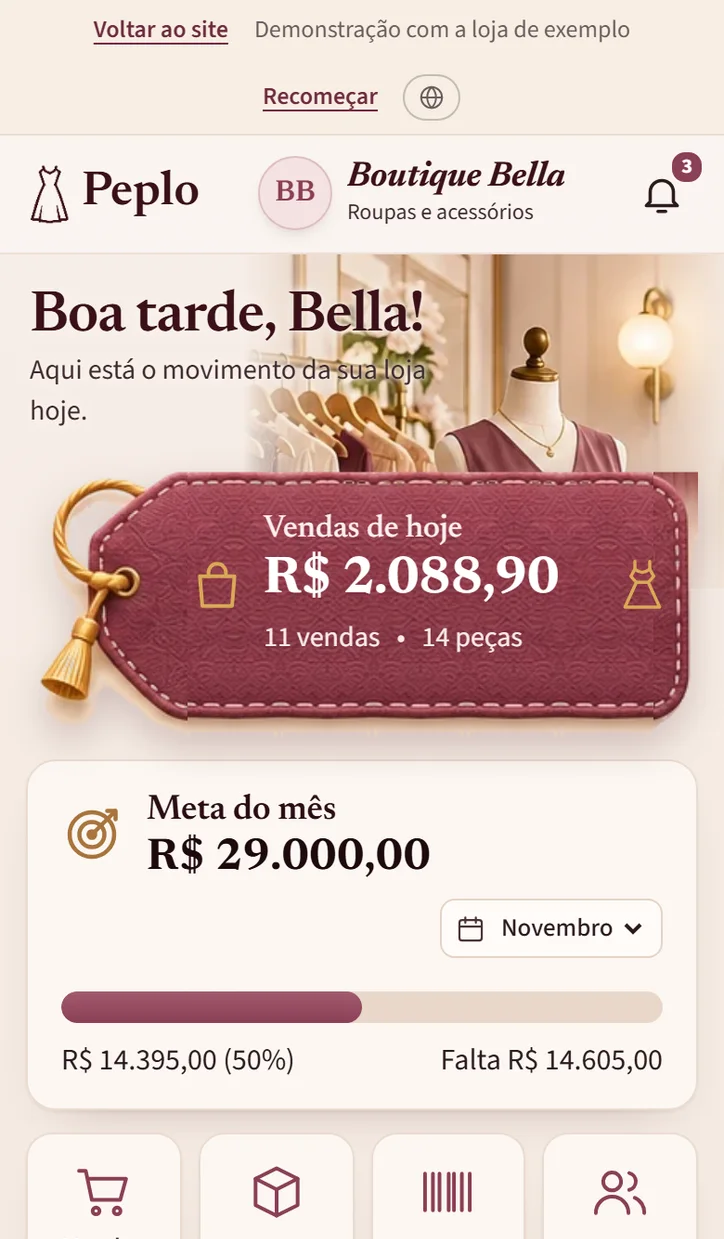 Voltar ao site Demonstração com a loja de exemplo
Recomeçar
Peplo
BB
Boutique Bella
Roupas e acessórios
3
Boa tarde, Bella!
Aqui está o movimento da sua loja
hoje.
Vendas de hoje
R$ 2.088,90
11 vendas • 14 peças
Meta do mês
R$ 29.000,00
Novembro
R$ 14.395,00 (50%) Falta R$ 14.605,00